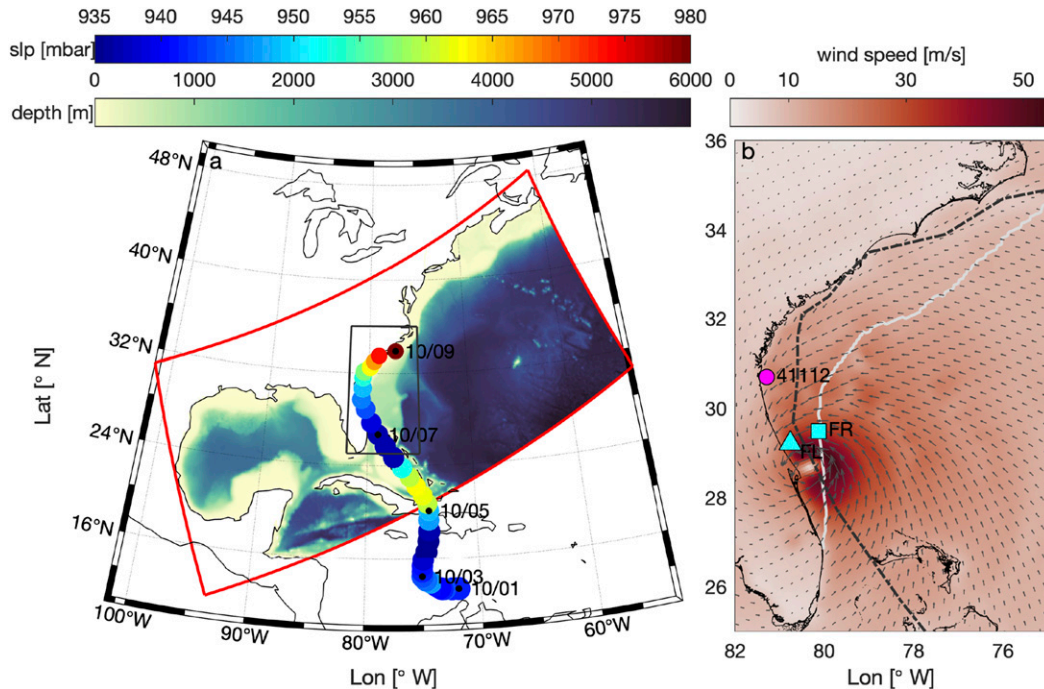 935 940 945 950 955 960 965 970 975 980
slp [mbar]
0 1000 2000 3000 4000 5000 6000
depth [m]
wind speed [m/s]
0 10 30 50
a
48°N
40°N
32°N
24°N
16°N
Lat [° N]
10/09
10/07
10/05
10/03
10/01
100°W
90°W
80°W
70°W
60°W
Lon [° W]
b
36
34
32
30
28
26
41112
FR
FL
82 80 78 76
Lon [° W]